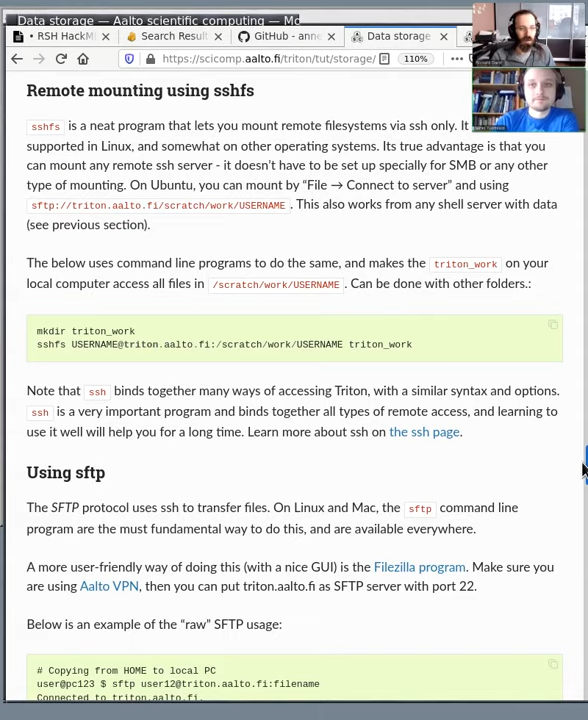 Data storage — Aalto scientific computing — Mo
• RSH HackM
Search Result
GitHub - anne
Data storage
https://scicomp.aalto.fi/triton/tut/storage/
110%
Remote mounting using sshfs
sshfs is a neat program that lets you mount remote filesystems via ssh only. It
supported in Linux, and somewhat on other operating systems. Its true advantage is that you
can mount any remote ssh server - it doesn't have to be set up specially for SMB or any other
type of mounting. On Ubuntu, you can mount by "File → Connect to server" and using
sftp://triton.aalto.fi/scratch/work/USERNAME . This also works from any shell server with data
(see previous section).
The below uses command line programs to do the same, and makes the triton_work on your
local computer access all files in /scratch/work/USERNAME . Can be done with other folders.:
mkdir triton_work
sshfs USERNAME@triton.aalto.fi:/scratch/work/USERNAME triton_work
Note that ssh binds together many ways of accessing Triton, with a similar syntax and options.
ssh is a very important program and binds together all types of remote access, and learning to
use it well will help you for a long time. Learn more about ssh on the ssh page.
Using sftp
The SFTP protocol uses ssh to transfer files. On Linux and Mac, the sftp command line
program are the must fundamental way to do this, and are available everywhere.
A more user-friendly way of doing this (with a nice GUI) is the Filezilla program. Make sure you
are using Aalto VPN, then you can put triton.aalto.fi as SFTP server with port 22.
Below is an example of the "raw" SFTP usage:
# Copying from HOME to local PC
user@pc123 $ sftp user12@triton.aalto.fi:filename
Connected to triton.aalto.fi.